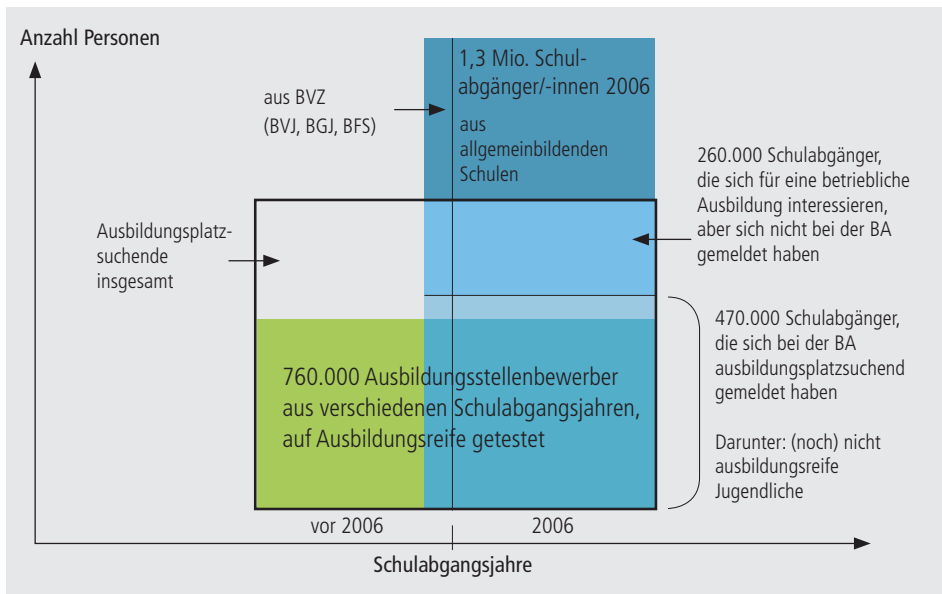 Anzahl Personen
1,3 Mio. Schul-
abgänger/-innen 2006
aus
allgemeinbildenden
Schulen
aus BVZ
(BVJ, BGJ, BFS)
260.000 Schulabgänger,
die sich für eine betriebliche
Ausbildung interessieren,
aber sich nicht bei der BA
gemeldet haben
Ausbildungsplatz-
suchende
insgesamt
470.000 Schulabgänger,
die sich bei der BA
ausbildungsplatzsuchend
gemeldet haben
Darunter: (noch) nicht
ausbildungsreife
Jugendliche
760.000 Ausbildungsstellenbewerber
aus verschiedenen Schulabgangsjahren,
auf Ausbildungsreife getestet
vor 2006
2006
Schulabgangsjahre